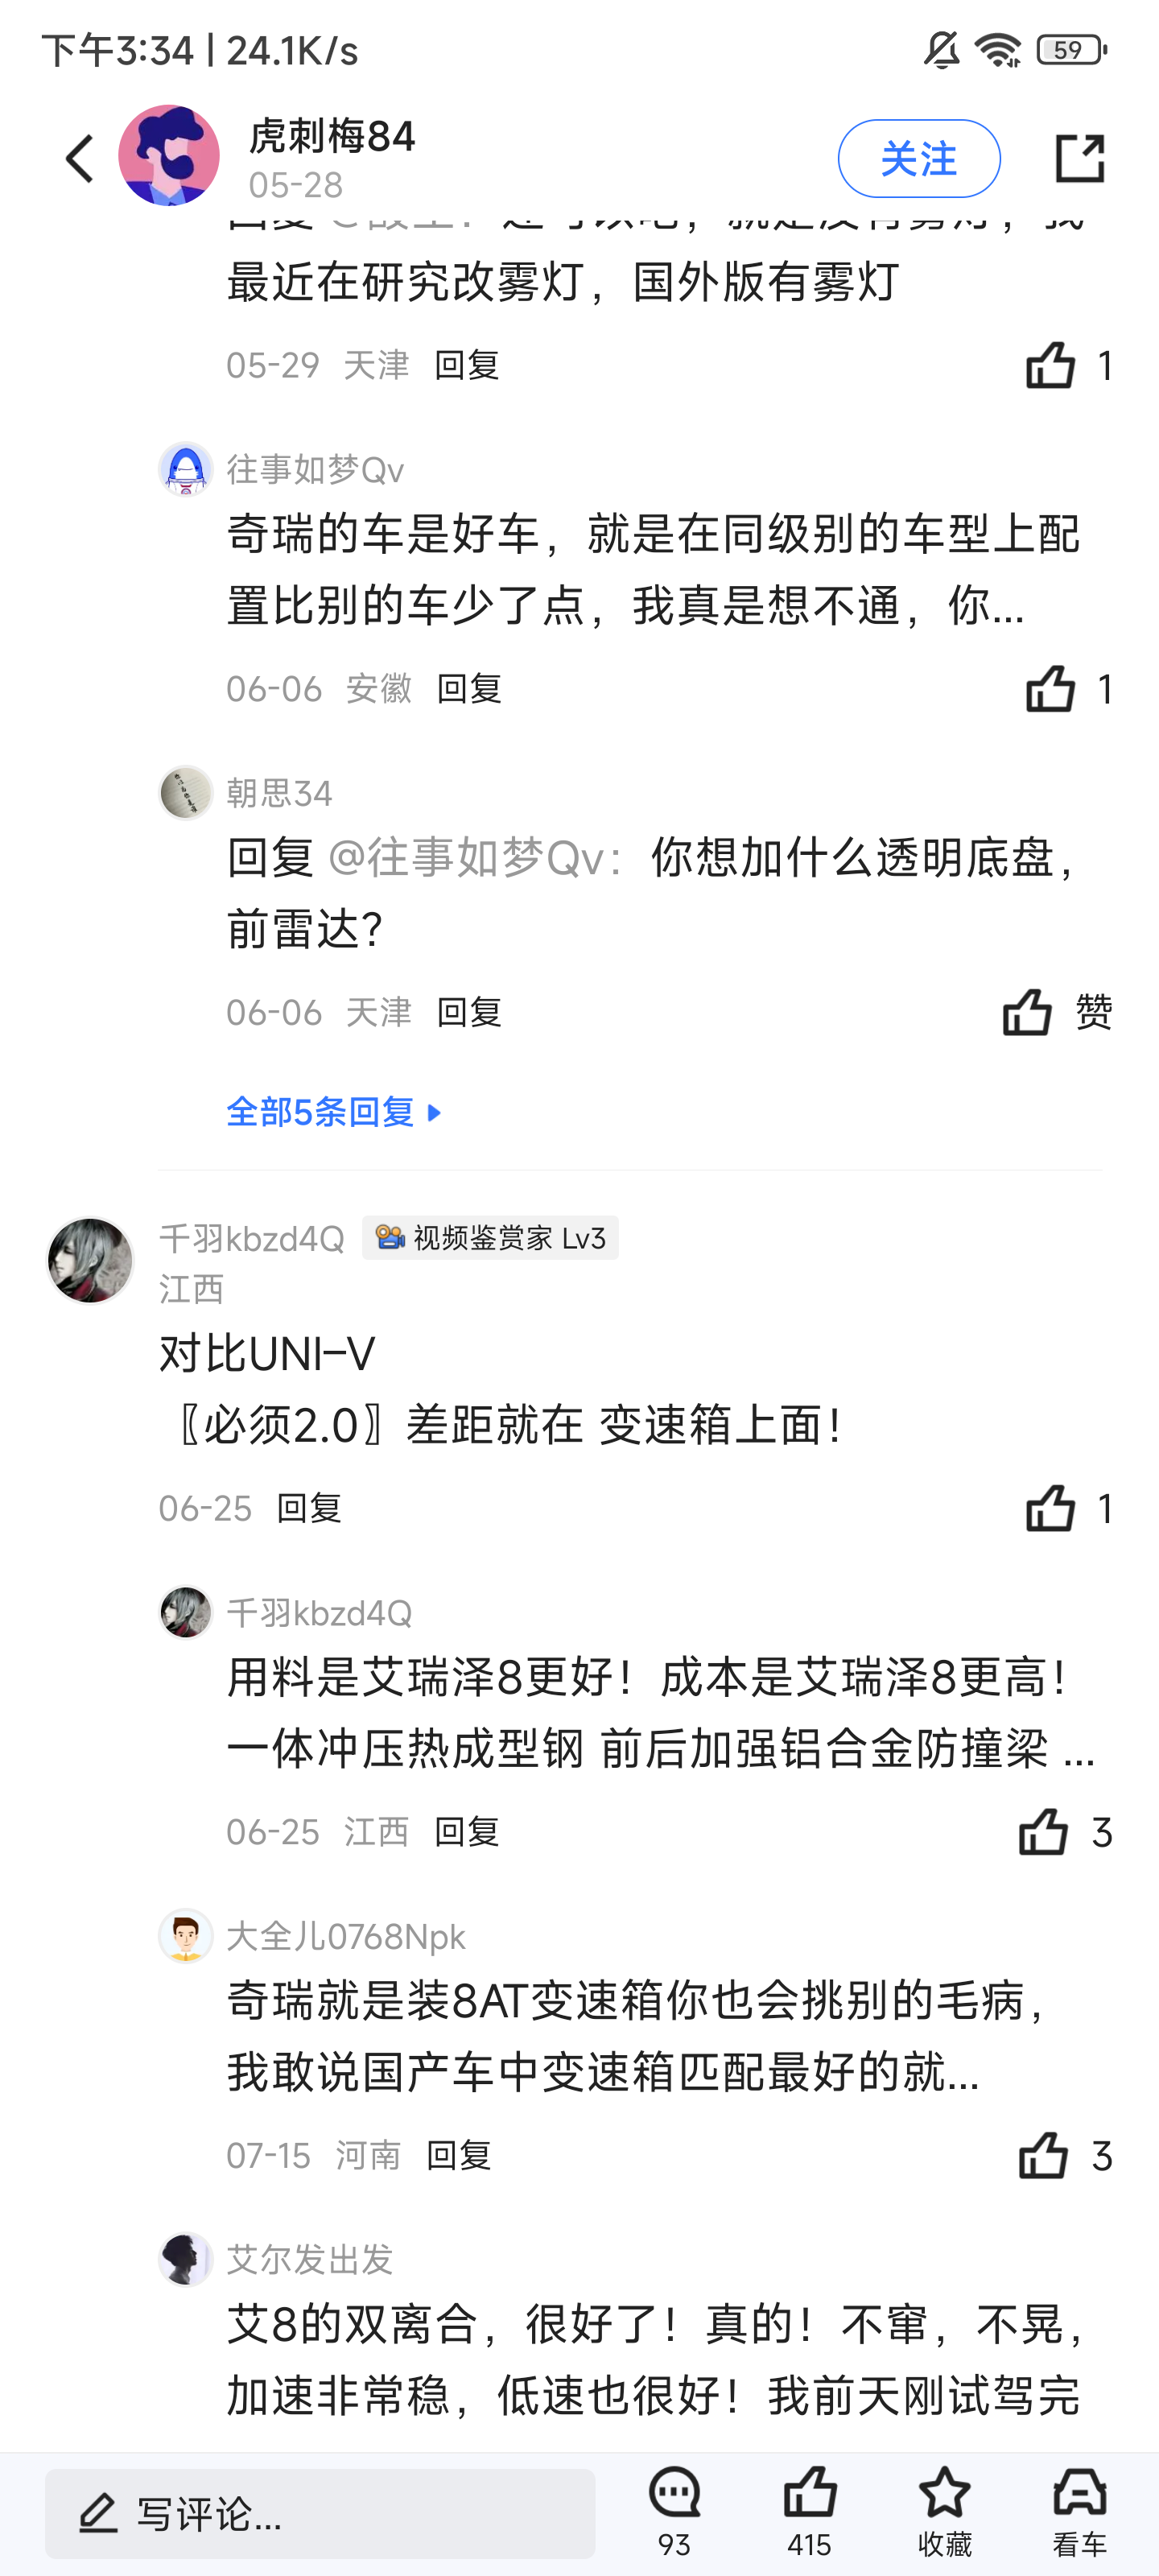 下午3:34 | 24.1K/s
59
虎刺梅84
05-28
关注
最近在研究改雾灯，国外版有雾灯
05-29 天津 回复
1
往事如梦Qv
奇瑞的车是好车，就是在同级别的车型上配
置比别的车少了点，我真是想不通，你...
06-06 安徽 回复
1
朝思34
回复 @往事如梦Qv：你想加什么透明底盘，
前雷达？
06-06 天津 回复
赞
全部5条回复
千羽kbzd4Q 视频鉴赏家 Lv3
江西
对比UNI–V
〖必须2.0〗差距就在 变速箱上面！
06-25 回复
1
千羽kbzd4Q
用料是艾瑞泽8更好！成本是艾瑞泽8更高！
一体冲压热成型钢 前后加强铝合金防撞梁 ...
06-25 江西 回复
3
大全儿0768Npk
奇瑞就是装8AT变速箱你也会挑别的毛病，
我敢说国产车中变速箱匹配最好的就...
07-15 河南 回复
3
艾尔发出发
艾8的双离合，很好了！真的！不窜，不晃，
加速非常稳，低速也很好！我前天刚试驾完
写评论...
93
415
收藏
看车